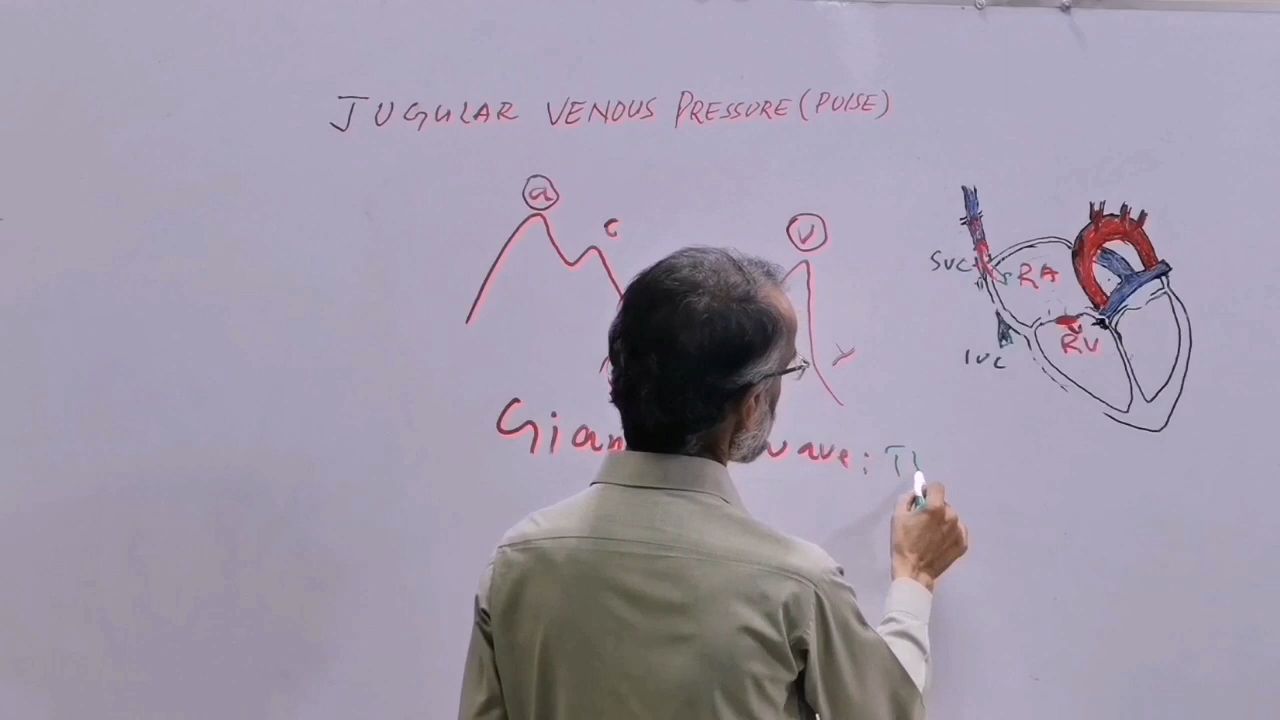 JUGULAR VENOUS PRESSURE (PULSE)
a
c
v
y
SVC
RA
RV
IVC
Gian wave: T